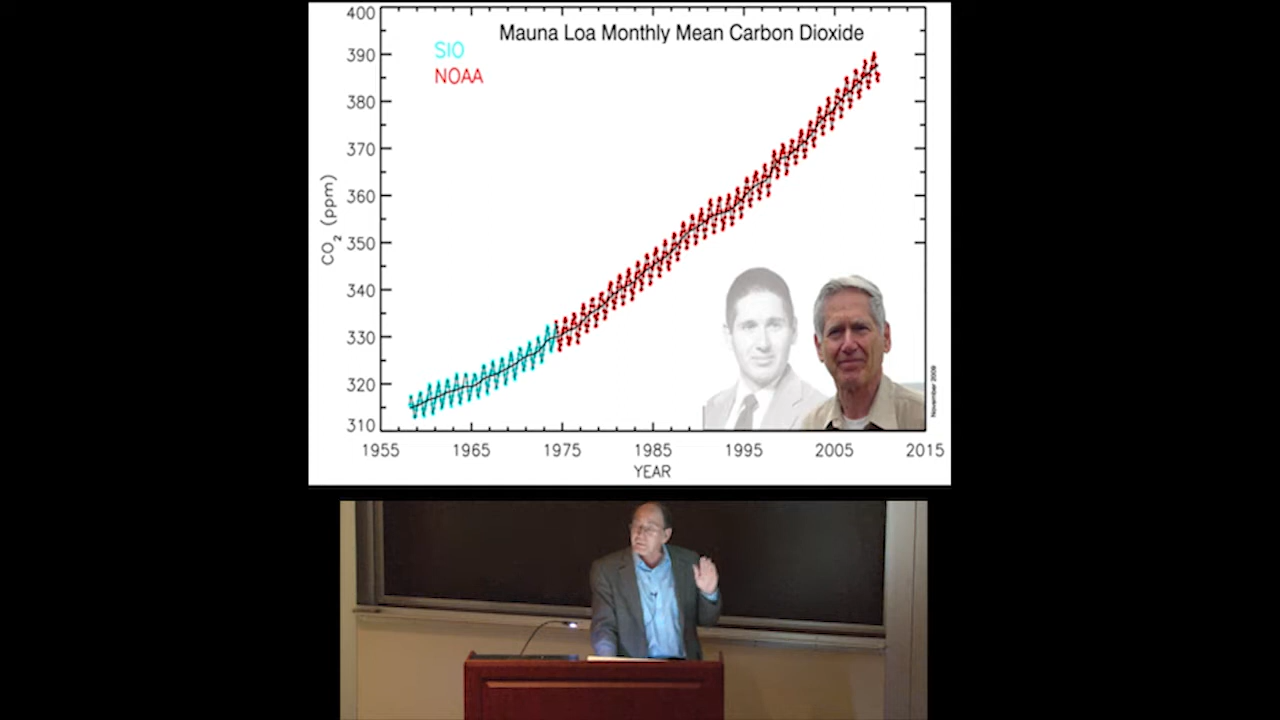 Mauna Loa Monthly Mean Carbon Dioxide
SIO
NOAA
400
390
380
370
360
350
340
330
320
310
CO2 (ppm)
1955 1965 1975 1985 1995 2005 2015
YEAR
November 2009